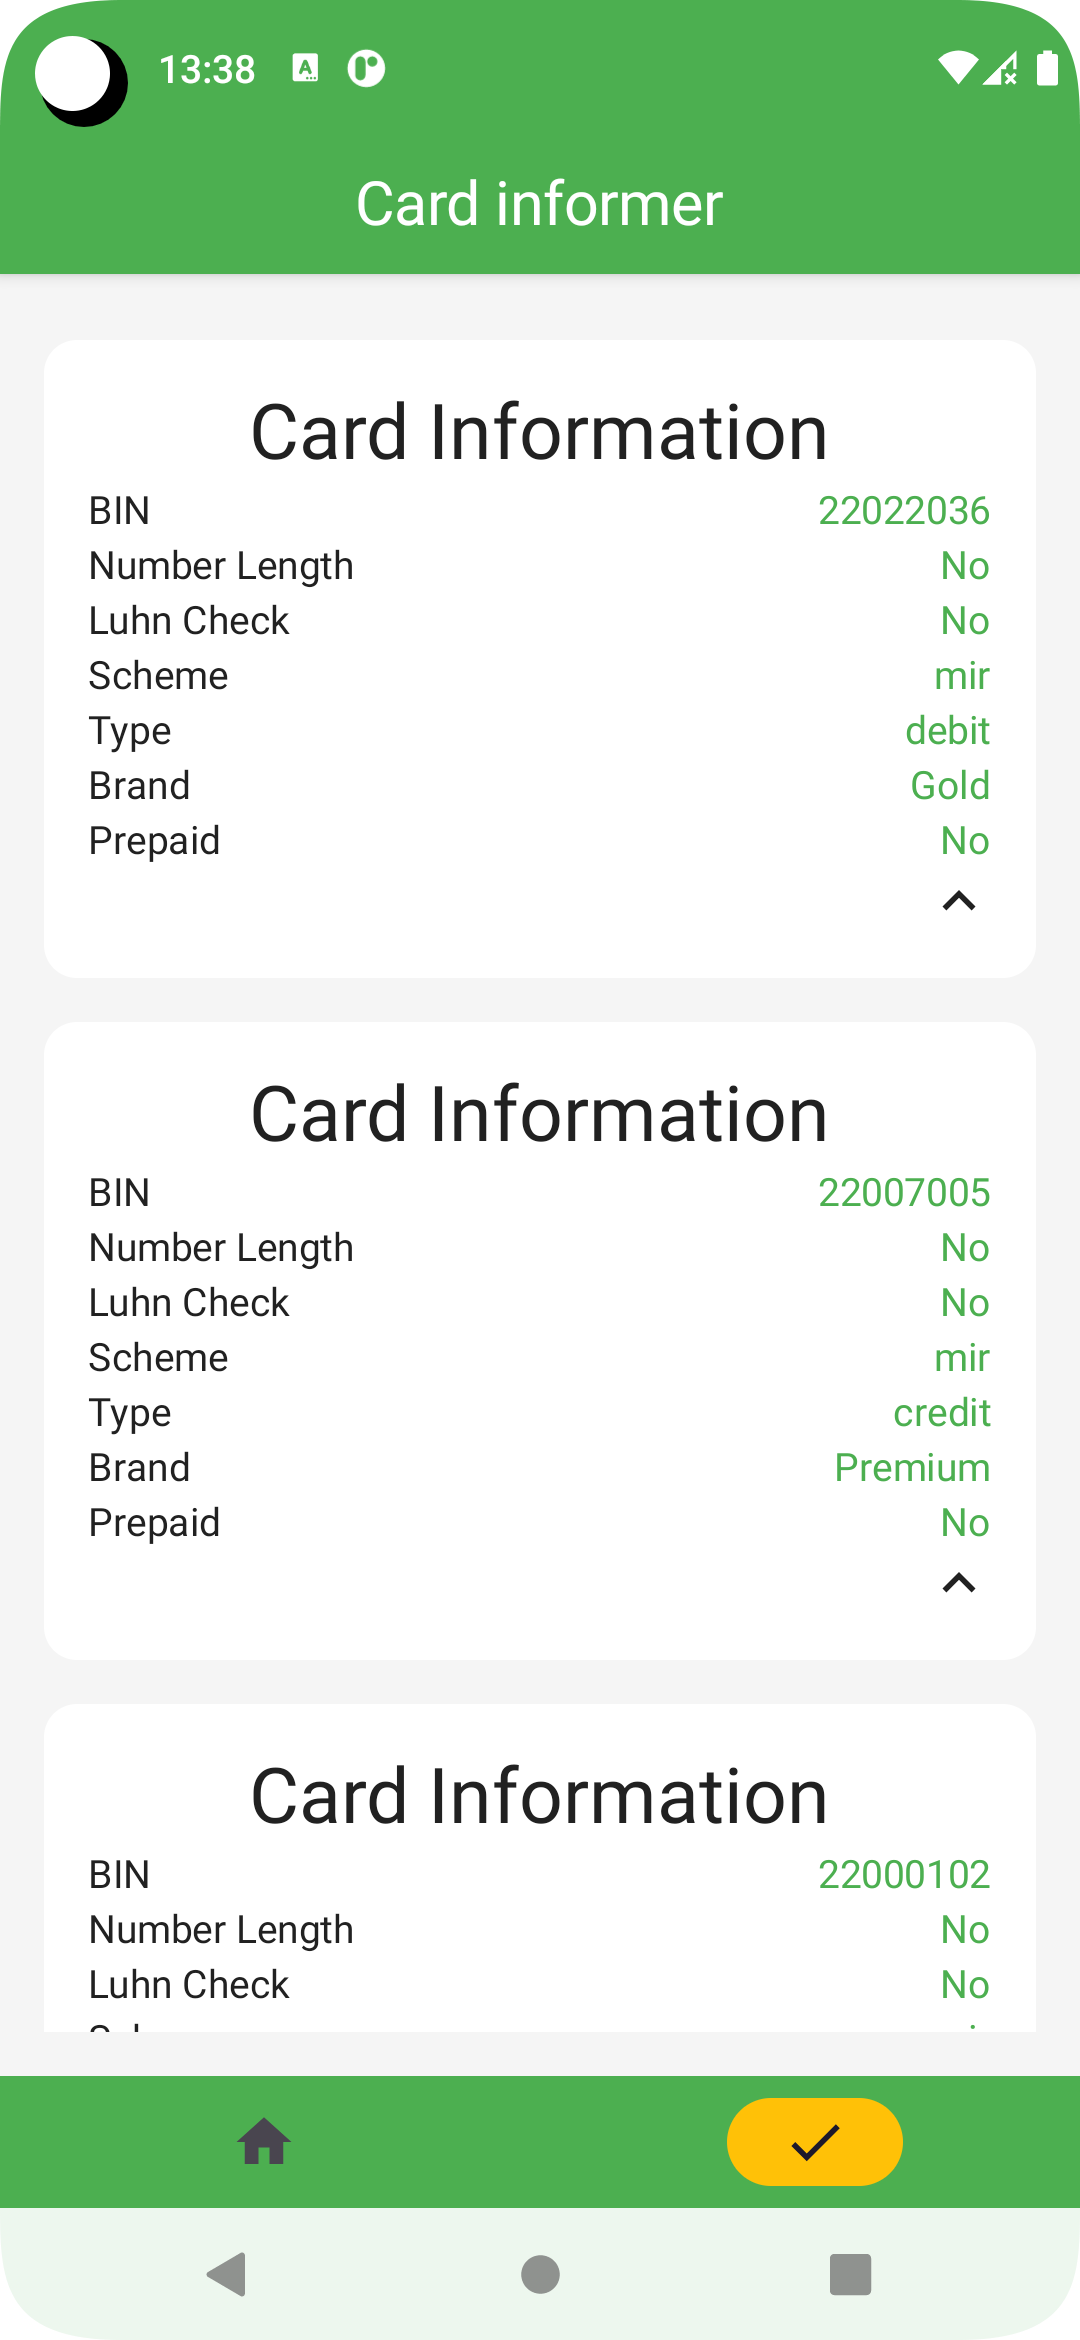 13:38
Card informer
Card Information
BIN 22022036
Number Length No
Luhn Check No
Scheme mir
Type debit
Brand Gold
Prepaid No
Card Information
BIN 22007005
Number Length No
Luhn Check No
Scheme mir
Type credit
Brand Premium
Prepaid No
Card Information
BIN 22000102
Number Length No
Luhn Check No